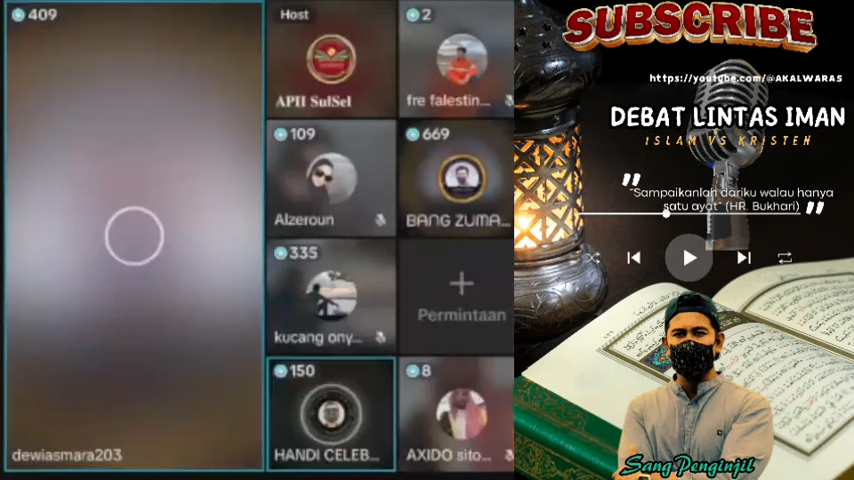 409
Host
APII SulSel
2
fre falestin...
109
Alzeroun
669
BANG ZUMA...
335
kucang ony...
+
Permintaan
150
HANDI CELEB...
8
AXIDO sito...
dewiasmara203
SUBSCRIBE
https://youtube.com/@AKALWARAS
DEBAT LINTAS IMAN
ISLAM VS KRISTEN
"Sampaikanlah dariku walau hanya
satu ayat" (HR. Bukhari)
Sang Penginjil